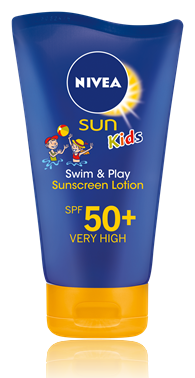 NIVEA
sun
Kids
Swim & Play
Sunscreen Lotion
SPF 50+
VERY HIGH